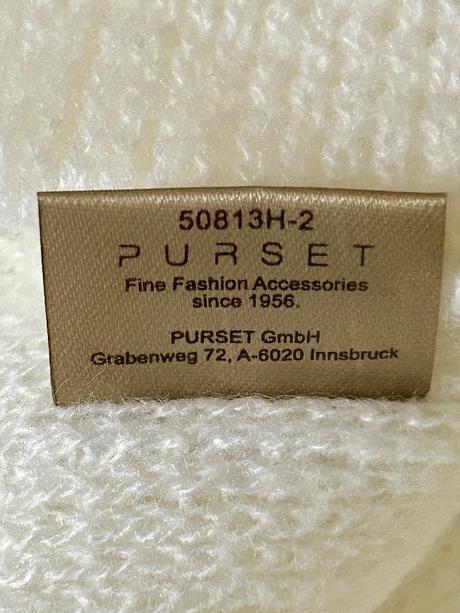 50813H-2
PURSET
Fine Fashion Accessories
since 1956.
PURSET GmbH
Grabenweg 72, A-6020 Innsbruck